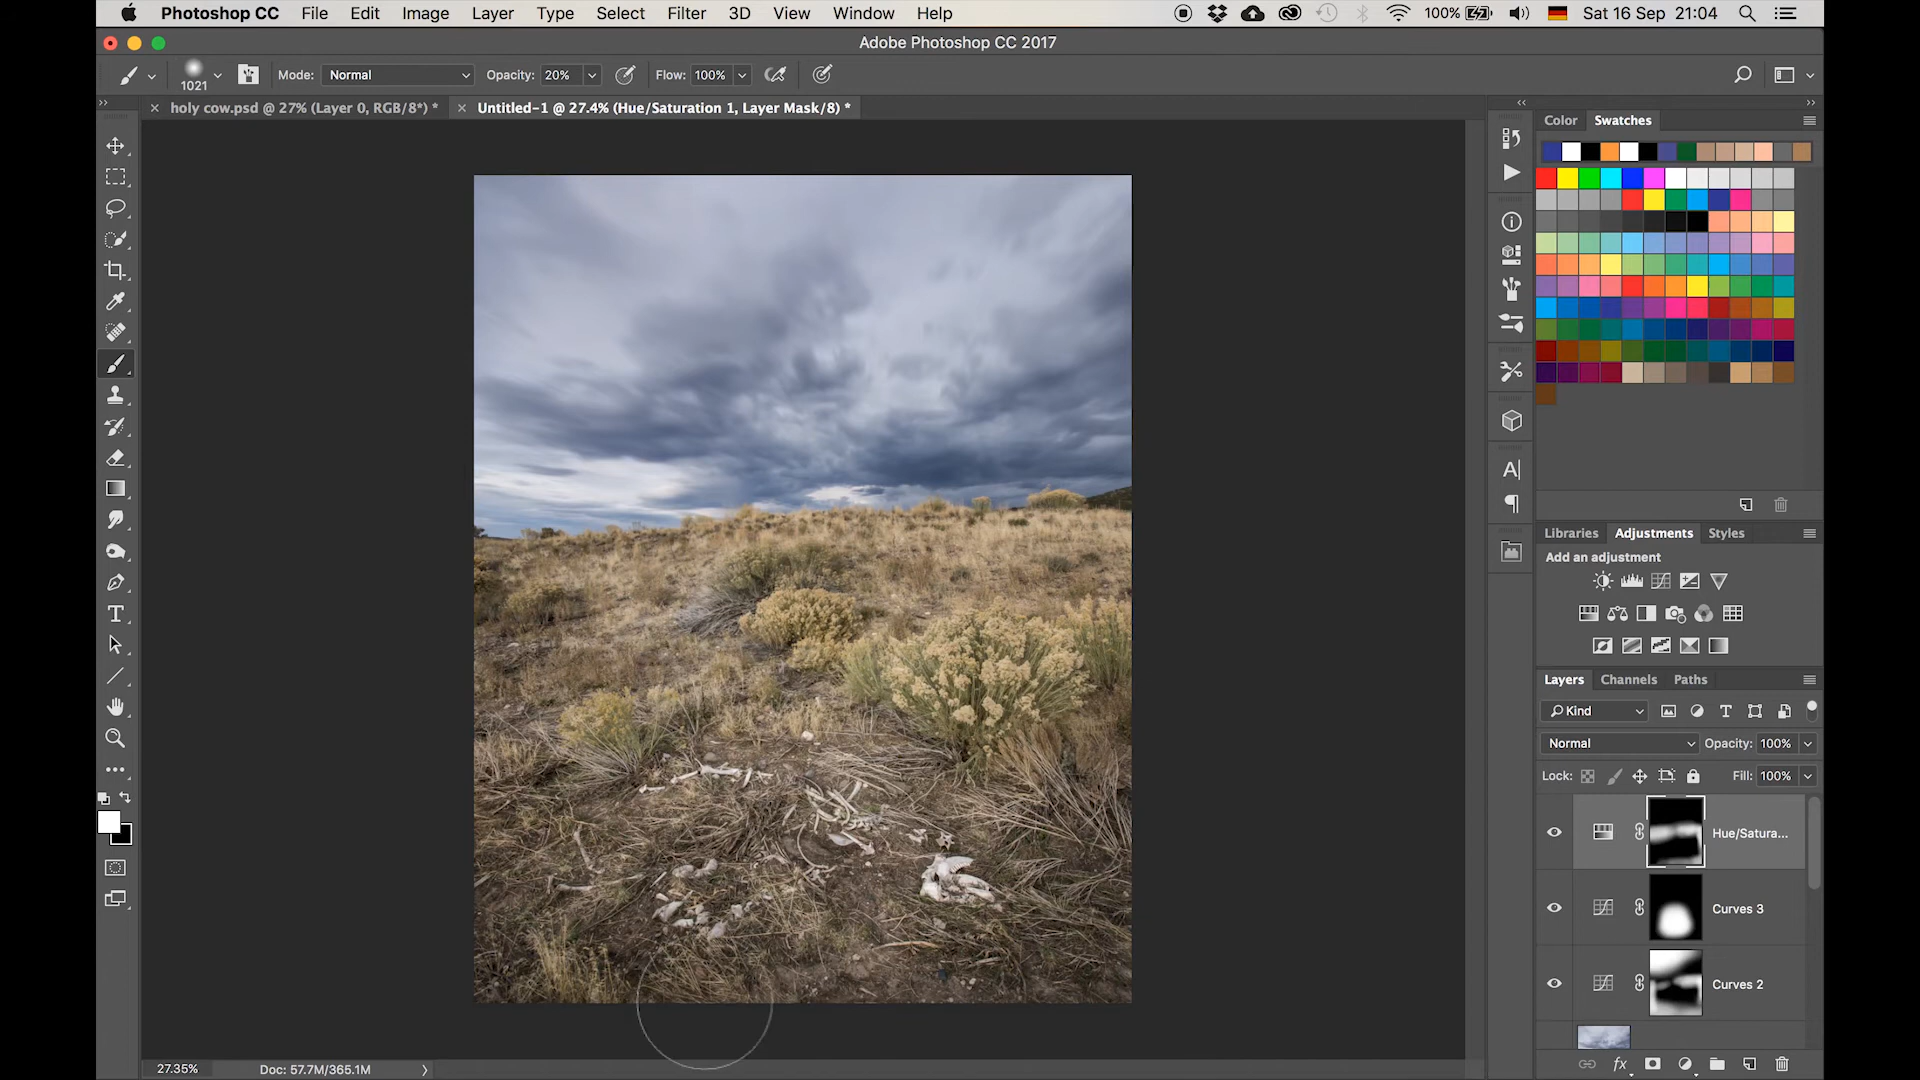 Photoshop CC File Edit Image Layer Type Select Filter 3D View Window Help 100% Sat 16 Sep 21:04
Adobe Photoshop CC 2017
1021 Mode: Normal Opacity: 20% Flow: 100%
holy cow.psd @ 27% (Layer 0, RGB/8*) * Untitled-1 @ 27.4% (Hue/Saturation 1, Layer Mask/8) *
Color Swatches
Libraries Adjustments Styles
Add an adjustment
Layers Channels Paths
Kind
Normal Opacity: 100%
Lock: Fill: 100%
Hue/Satura...
Curves 3
Curves 2
27.35% Doc: 57.7M/365.1M